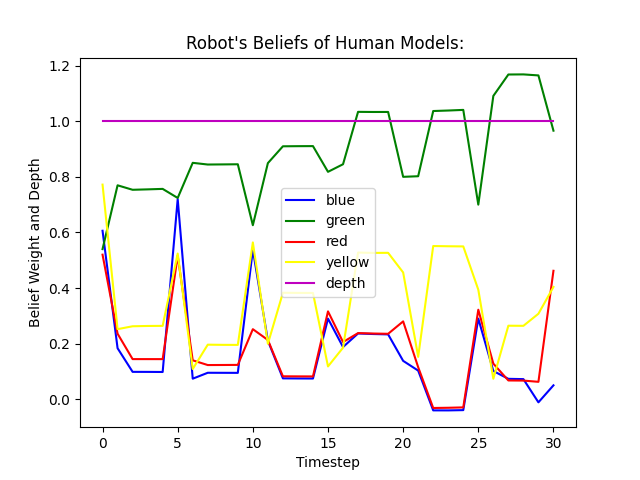 Robot's Beliefs of Human Models:
Belief Weight and Depth
1.2
1.0
0.8
0.6
0.4
0.2
0.0
blue
green
red
yellow
depth
0 5 10 15 20 25 30
Timestep